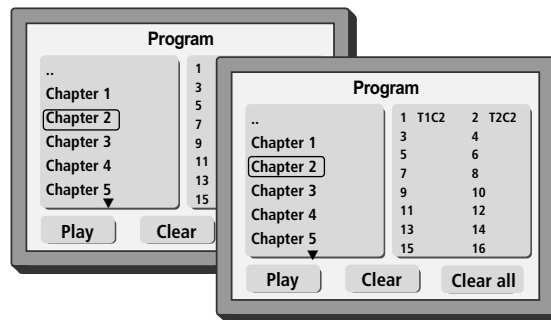 Program
..
Chapter 1
Chapter 2
Chapter 3
Chapter 4
Chapter 5
1
3
5
7
9
11
13
15
Play Clear
Program
..
Chapter 1
Chapter 2
Chapter 3
Chapter 4
Chapter 5
1 T1C2 2 T2C2
3 4
5 6
7 8
9 10
11 12
13 14
15 16
Play Clear Clear all